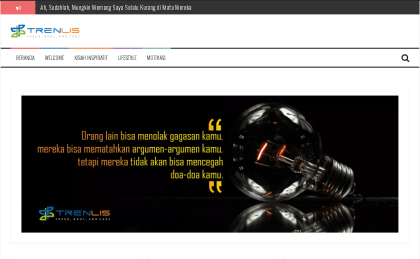 Ah, Sudahlah, Mungkin Memang Saya Selalu Kurang di Mata Mereka
TRENLIS
BERANDA WELCOME KISAH INSPIRATIF LIFESTYLE MOTIVASI
“
Orang lain bisa menolak gagasan kamu,
mereka bisa mematahkan argumen-argumen kamu,
tetapi mereka tidak akan bisa mencegah
doa-doa kamu.
”
TRENLIS